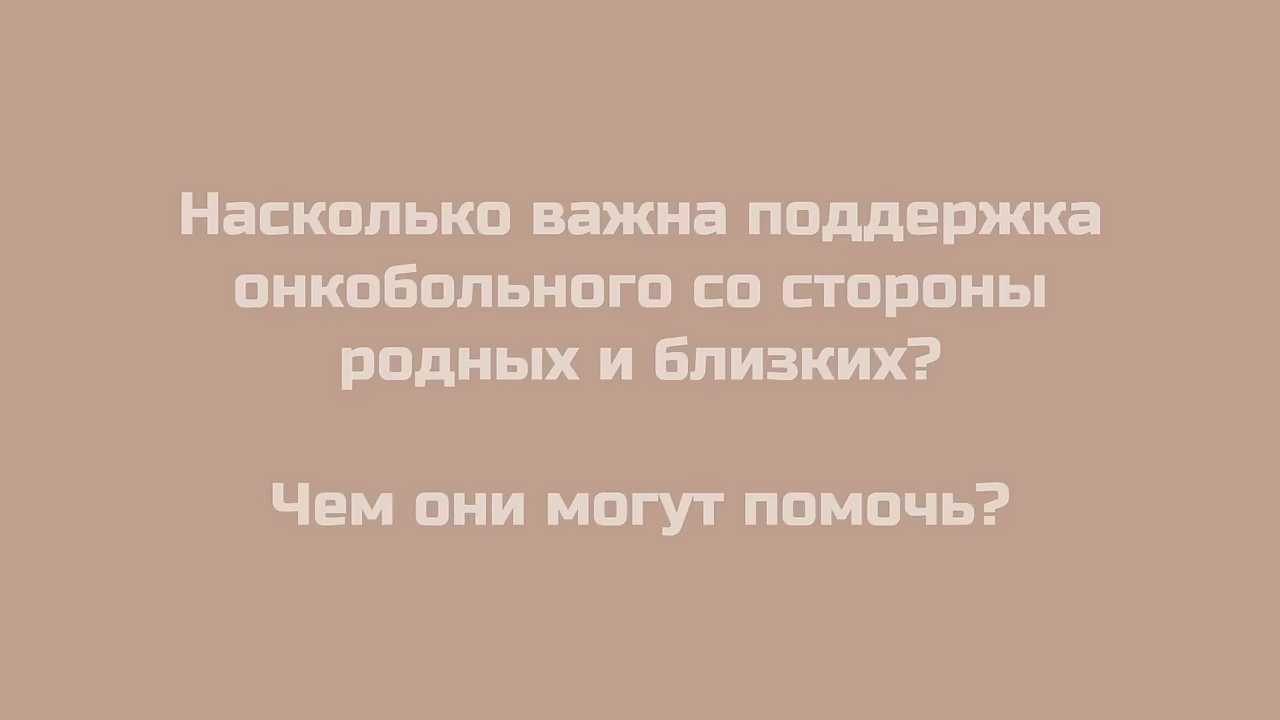 Насколько важна поддержка
онкобольного со стороны
родных и близких?
Чем они могут помочь?